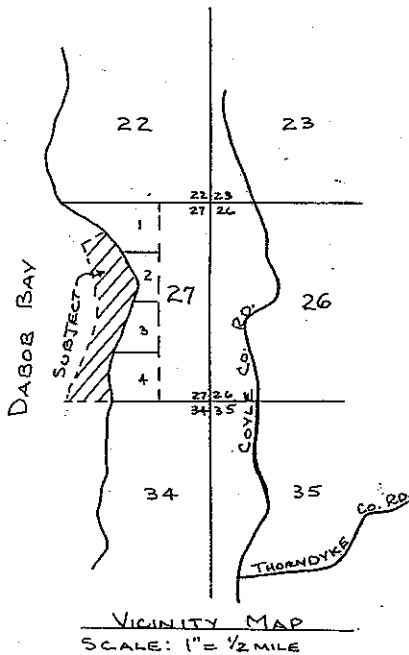 22
23
22 23
27 26
1
2
27
26
3
4
DABOB BAY
SUBJECT
COYLE CO. RD.
27 26
34 35
34
35
THORNDYKE CO. RD.
VICINITY MAP
SCALE: 1" = 1/2 MILE